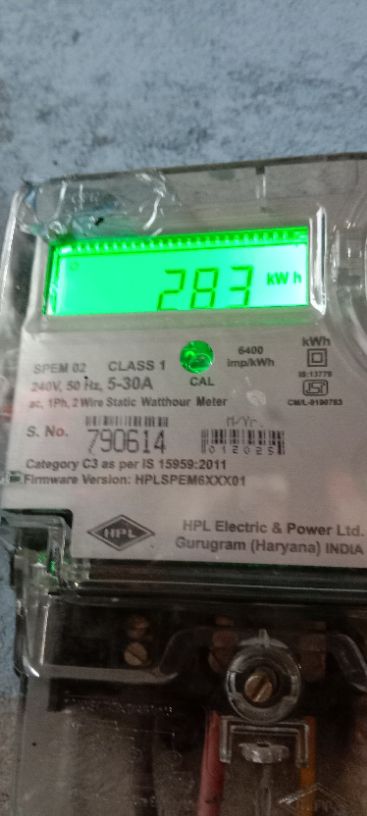 283 kWh
SPEM 02 CLASS 1 6400 imp/kWh kWh
240V, 50 Hz, 5-30A CAL IS:13779
ac, 1Ph, 2 Wire Static Watthour Meter CM/L-0190783
S. No. 790614 M/Yr. 012025
Category C3 as per IS 15959:2011
Firmware Version: HPLSPEM6XXX01
HPL HPL Electric & Power Ltd.
Gurugram (Haryana) INDIA